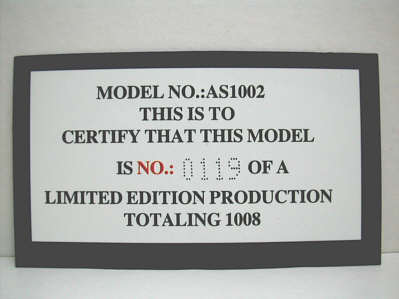 MODEL NO.:AS1002
THIS IS TO
CERTIFY THAT THIS MODEL
IS NO.: 0119 OF A
LIMITED EDITION PRODUCTION
TOTALING 1008